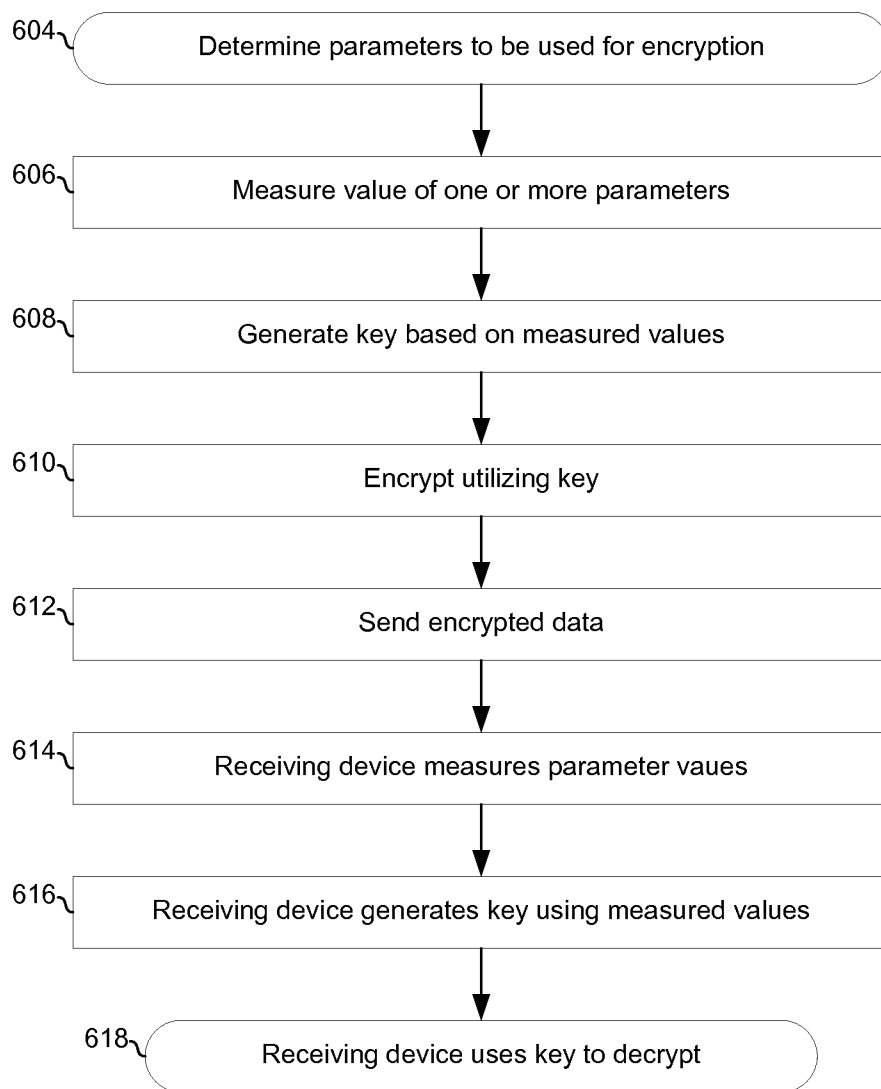 604
Determine parameters to be used for encryption
606
Measure value of one or more parameters
608
Generate key based on measured values
610
Encrypt utilizing key
612
Send encrypted data
614
Receiving device measures parameter vaues
616
Receiving device generates key using measured values
618
Receiving device uses key to decrypt